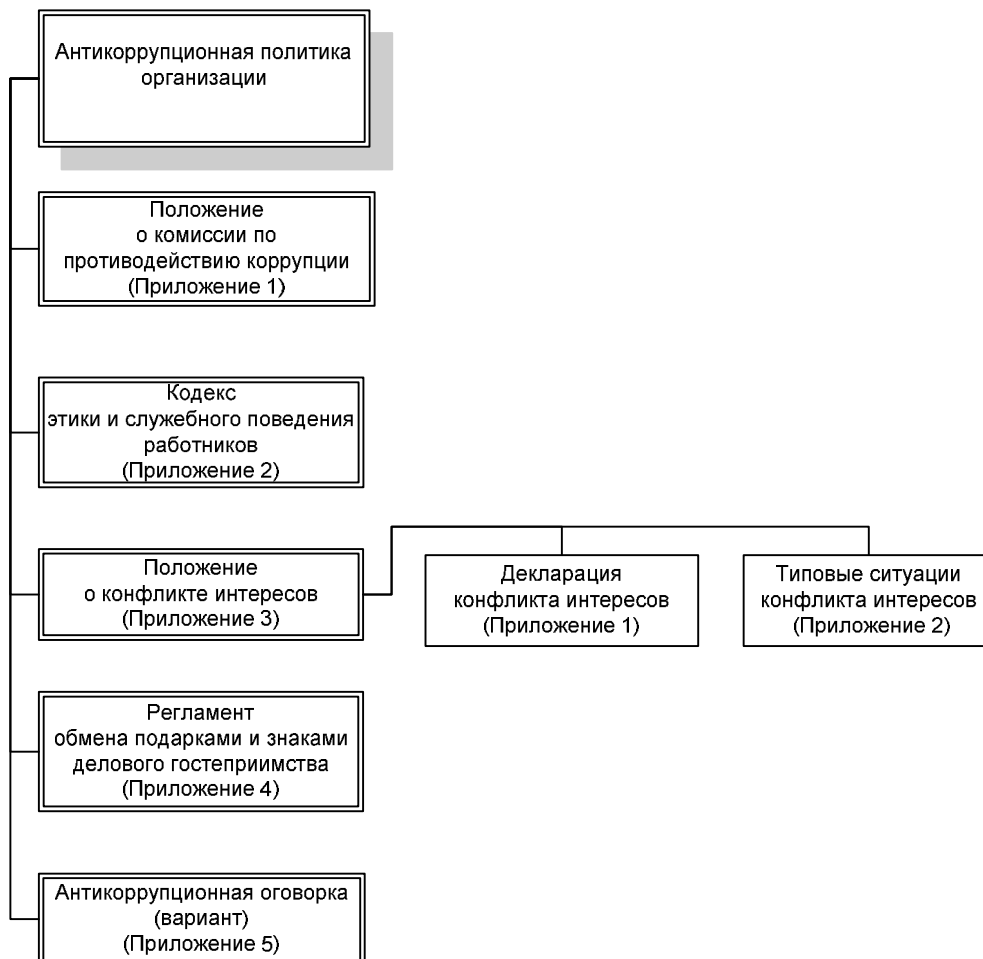 Антикоррупционная политика
организации
Положение
о комиссии по
противодействию коррупции
(Приложение 1)
Кодекс
этики и служебного поведения
работников
(Приложение 2)
Положение
о конфликте интересов
(Приложение 3)
Декларация
конфликта интересов
(Приложение 1)
Типовые ситуации
конфликта интересов
(Приложение 2)
Регламент
обмена подарками и знаками
делового гостеприимства
(Приложение 4)
Антикоррупционная оговорка
(вариант)
(Приложение 5)